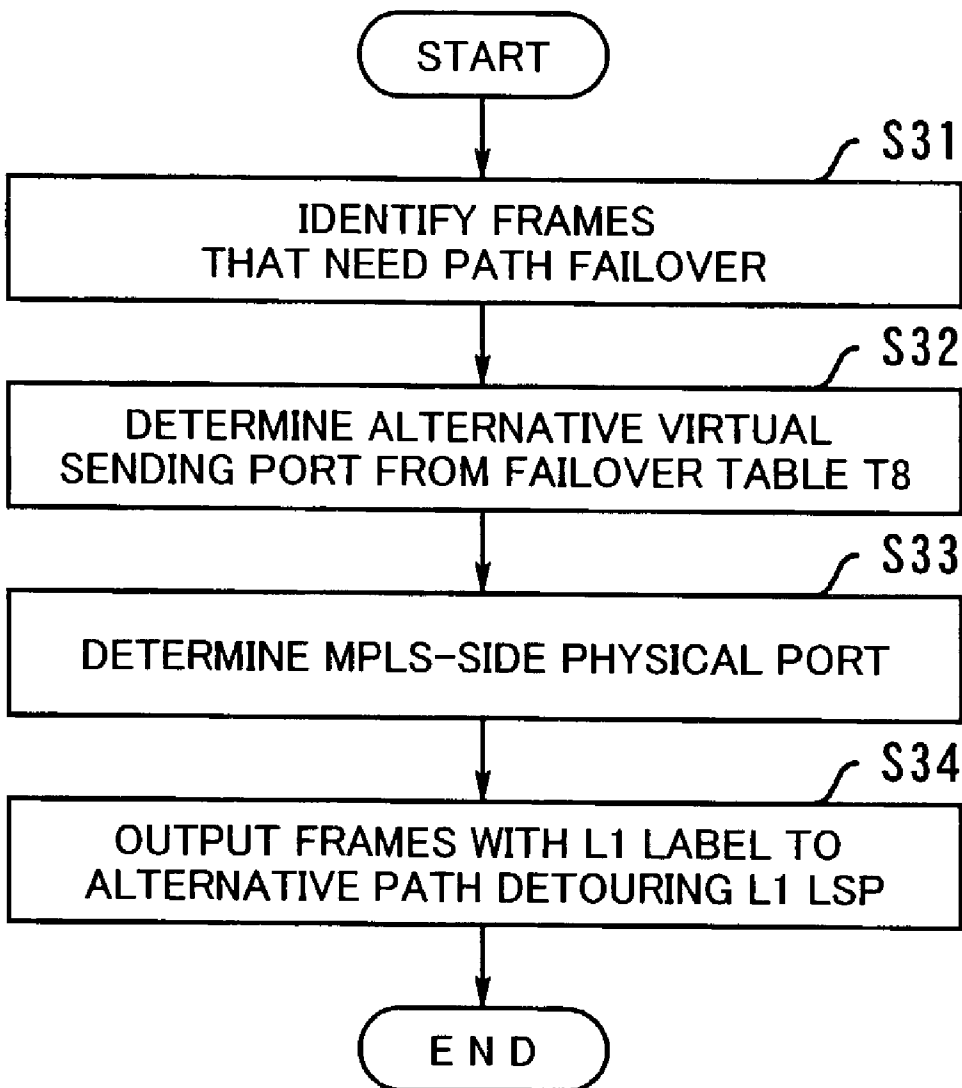 START
S31
IDENTIFY FRAMES
THAT NEED PATH FAILOVER
S32
DETERMINE ALTERNATIVE VIRTUAL
SENDING PORT FROM FAILOVER TABLE T8
S33
DETERMINE MPLS-SIDE PHYSICAL PORT
S34
OUTPUT FRAMES WITH L1 LABEL TO
ALTERNATIVE PATH DETOURING L1 LSP
END